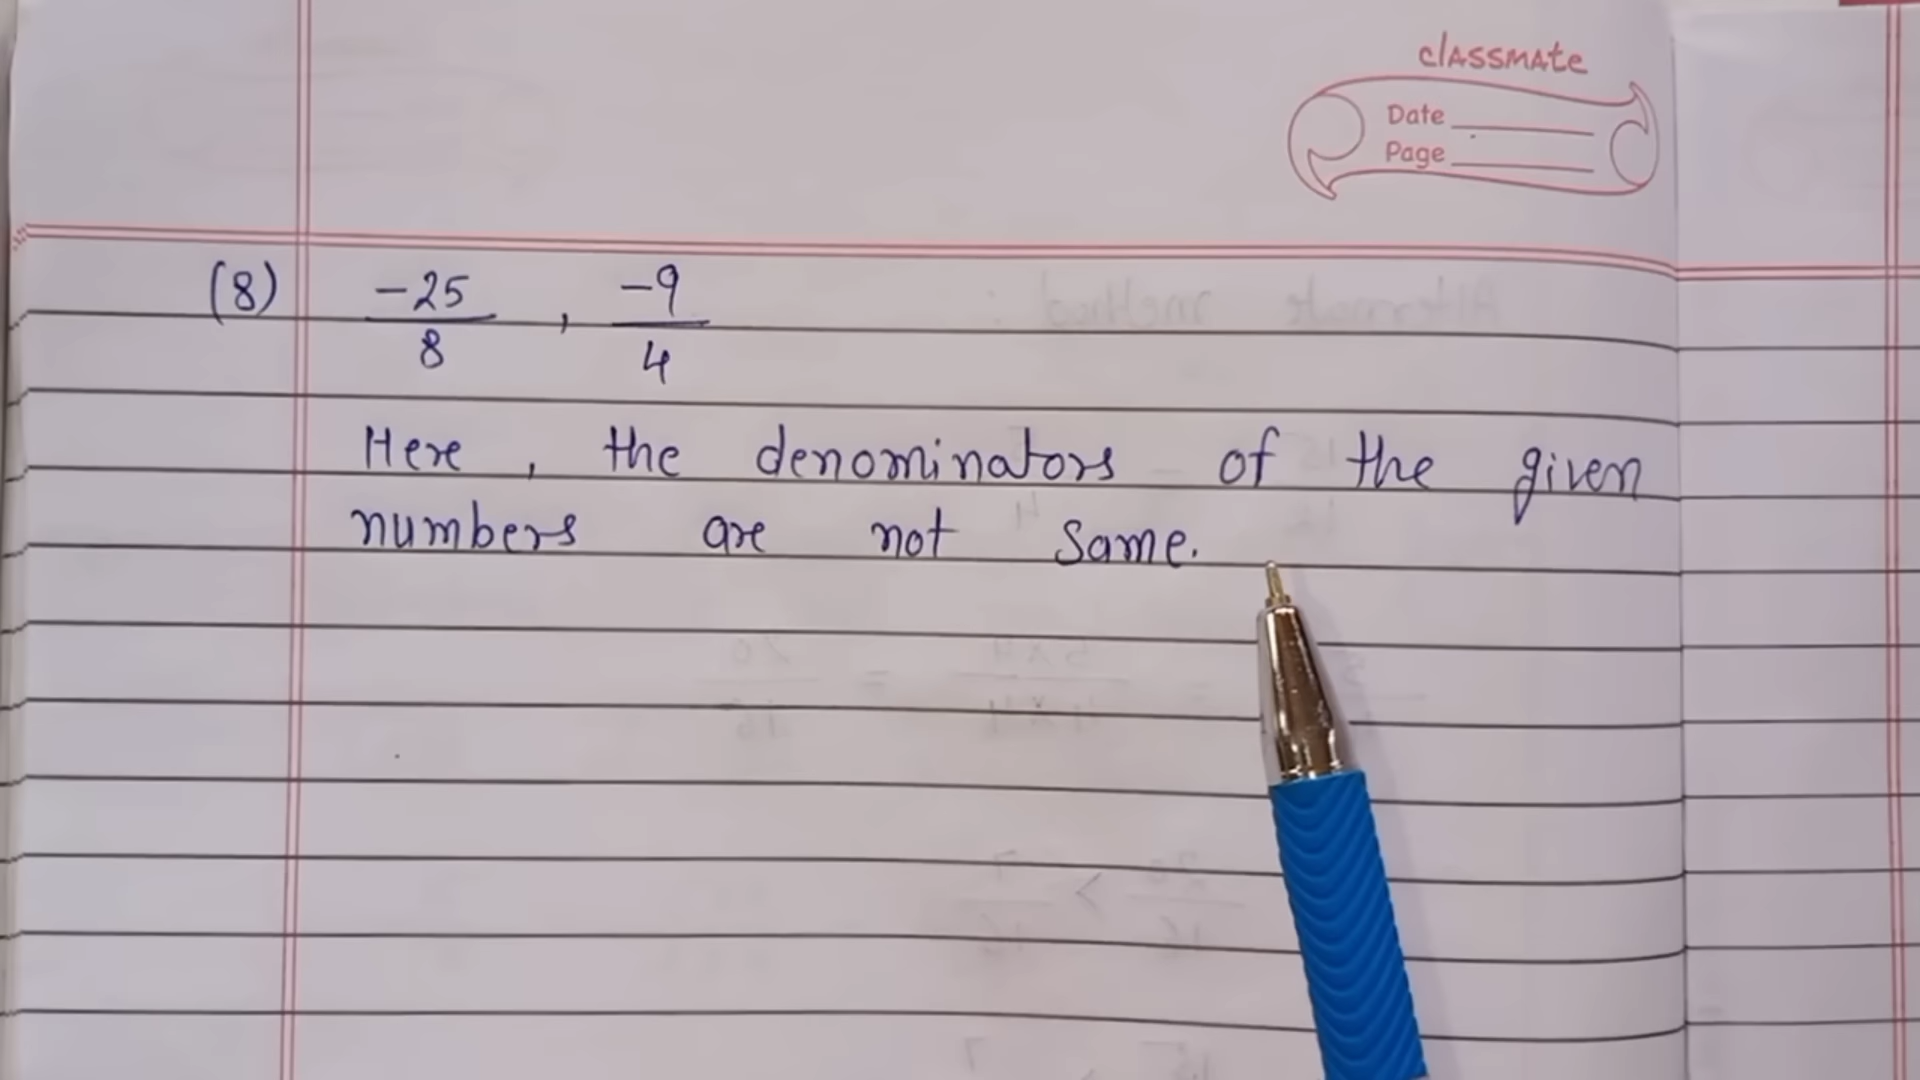 classmate
Date
Page
(8) -25/8 , -9/4
Here , the denominators of the given
numbers are not same.